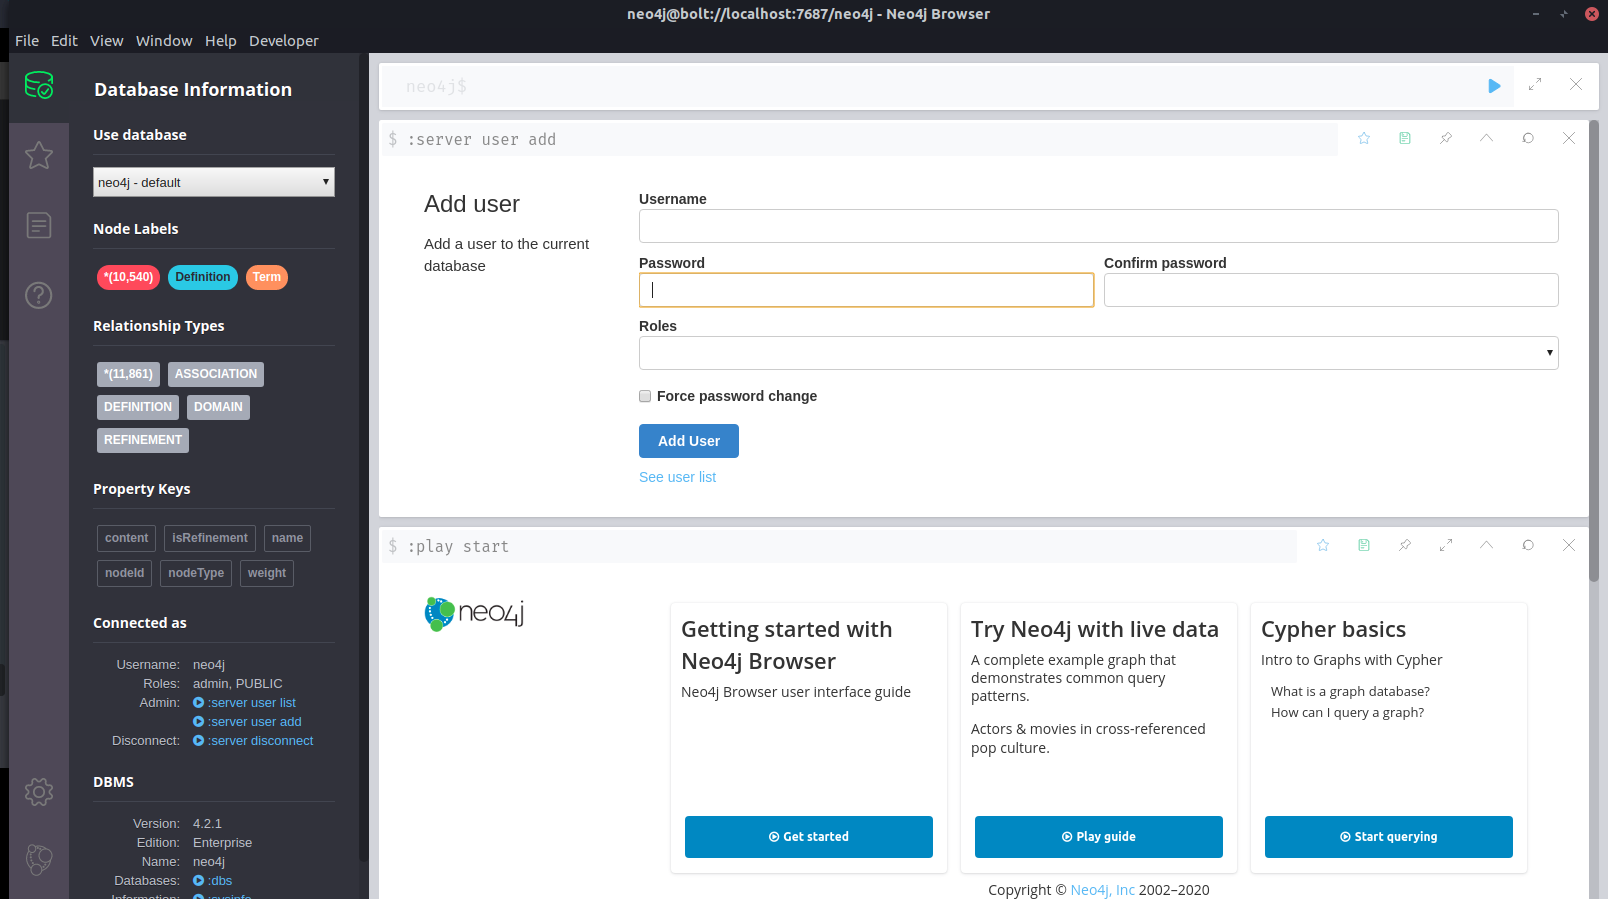 neo4j@bolt://localhost:7687/neo4j - Neo4j Browser
File Edit View Window Help Developer
Database Information
Use database
neo4j - default
Node Labels
*(10,540) Definition Term
Relationship Types
*(11,861) ASSOCIATION
DEFINITION DOMAIN
REFINEMENT
Property Keys
content isRefinement name
nodeId nodeType weight
Connected as
Username: neo4j
Roles: admin, PUBLIC
Admin: :server user list
:server user add
Disconnect: :server disconnect
DBMS
Version: 4.2.1
Edition: Enterprise
Name: neo4j
Databases: :dbs
Information: :sysinfo
neo4j$
$ :server user add
Add user
Add a user to the current
database
Username
Password Confirm password
Roles
Force password change
Add User
See user list
$ :play start
neo4j
Getting started with
Neo4j Browser
Neo4j Browser user interface guide
Get started
Try Neo4j with live data
A complete example graph that
demonstrates common query
patterns.
Actors & movies in cross-referenced
pop culture.
Play guide
Cypher basics
Intro to Graphs with Cypher
What is a graph database?
How can I query a graph?
Start querying
Copyright © Neo4j, Inc 2002–2020